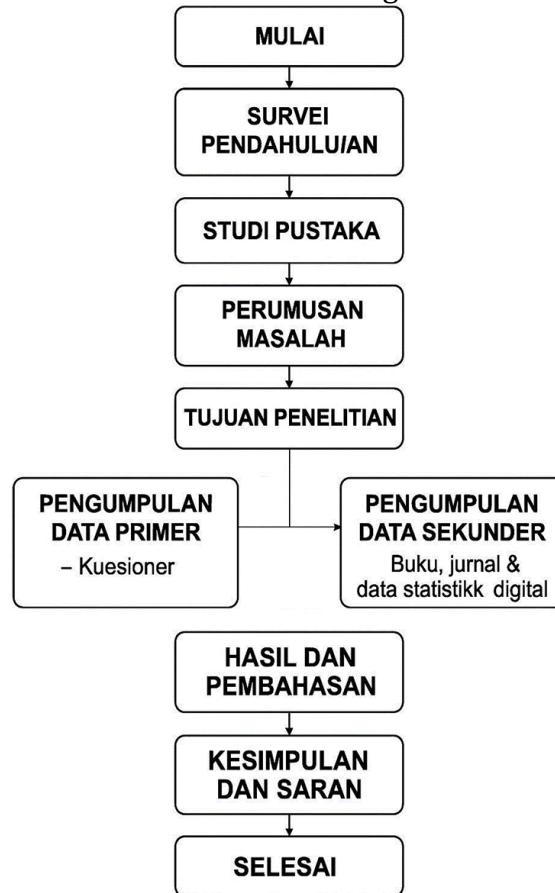 MULAI
SURVEI
PENDAHULU/AN
STUDI PUSTAKA
PERUMUSAN
MASALAH
TUJUAN PENELITIAN
PENGUMPULAN
DATA PRIMER
– Kuesioner
PENGUMPULAN
DATA SEKUNDER
Buku, jurnal &
data statistikk digital
HASIL DAN
PEMBAHASAN
KESIMPULAN
DAN SARAN
SELESAI